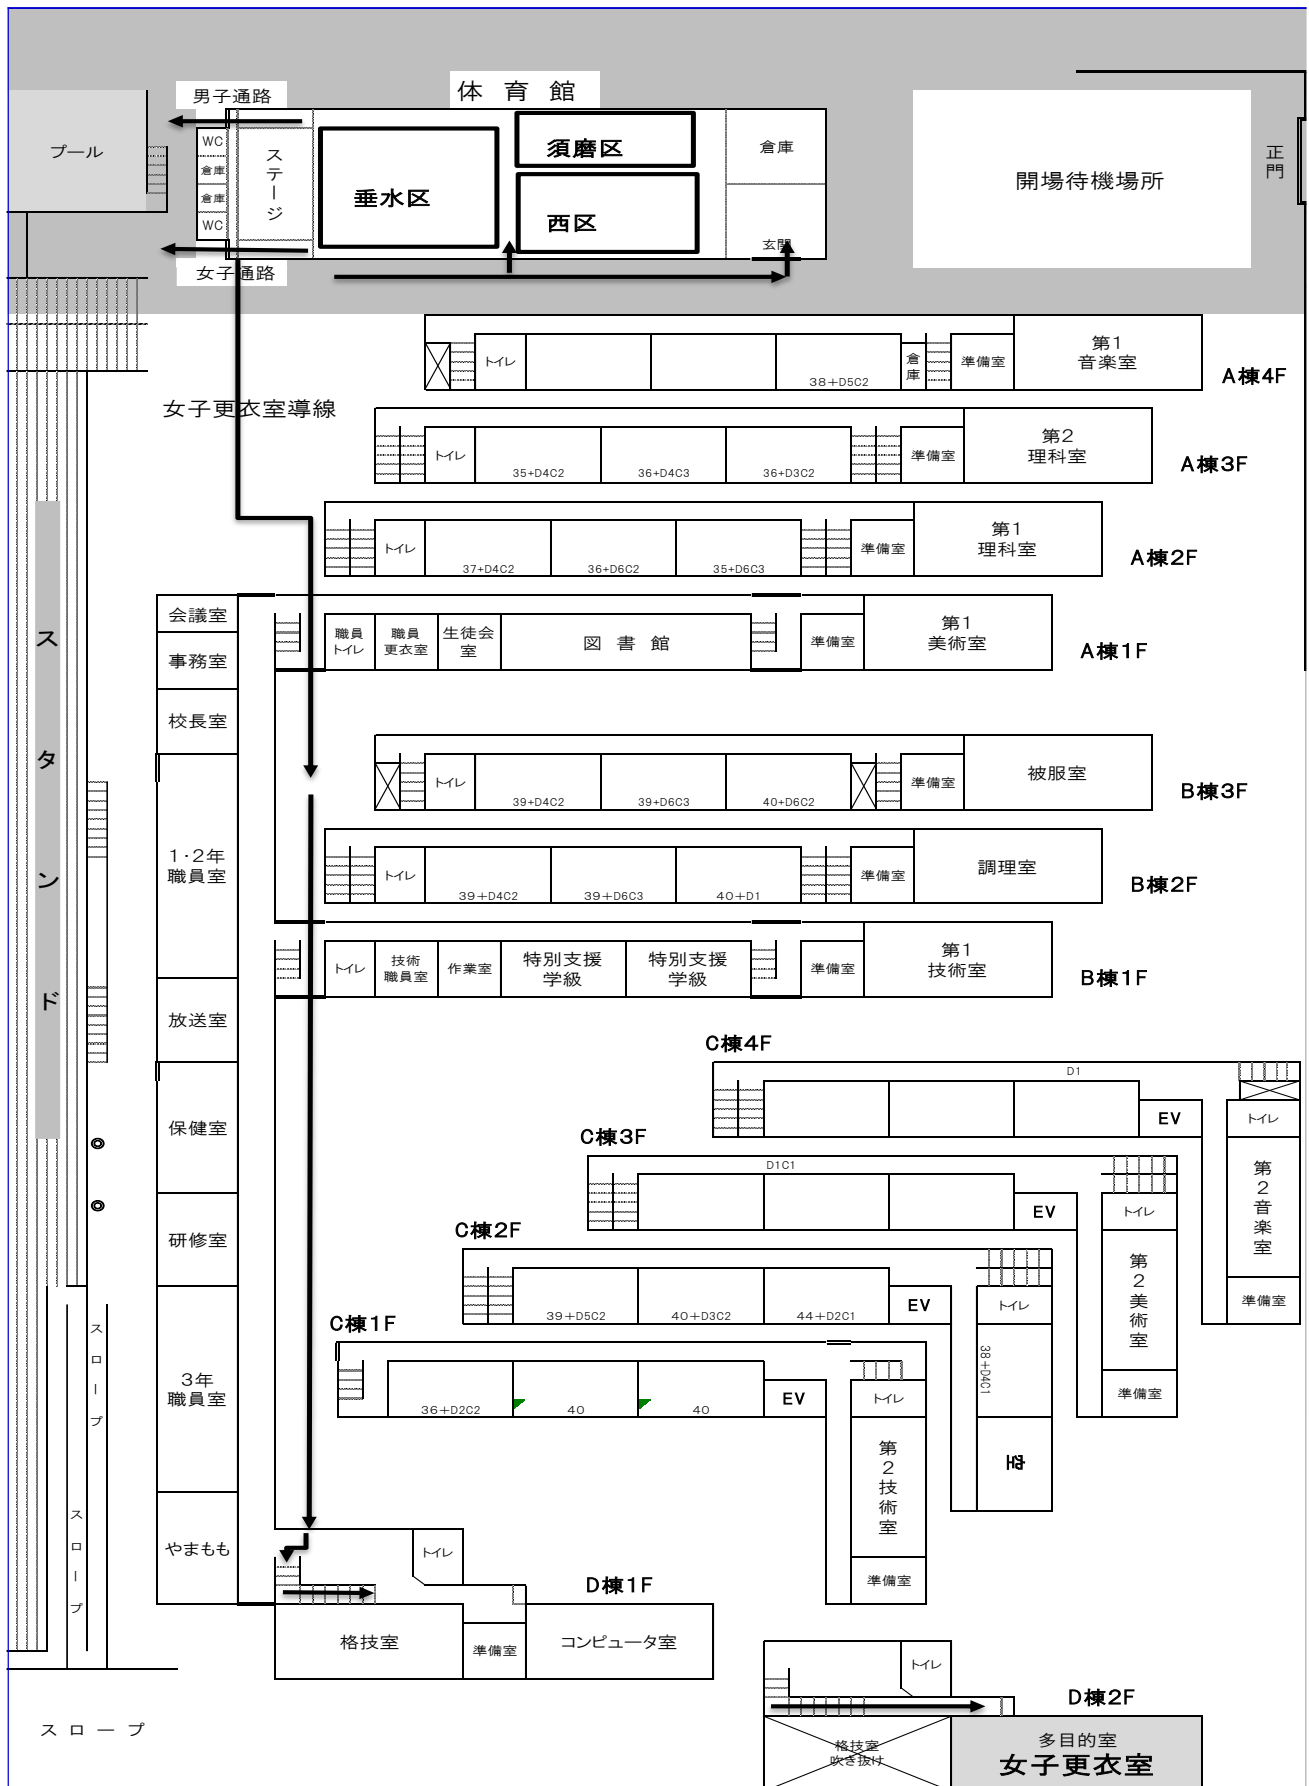 男子通路
体 育 館
プール
WC
倉庫
倉庫
WC
ステージ
垂水区
須磨区
西区
倉庫
玄関
開場待機場所
正門
女子通路
トイレ
38+D5C2
倉庫
準備室
第1
音楽室
A棟4F
女子更衣室導線
トイレ
35+D4C2
36+D4C3
36+D3C2
準備室
第2
理科室
A棟3F
トイレ
37+D4C2
36+D6C2
35+D6C3
準備室
第1
理科室
A棟2F
スタンド
会議室
事務室
校長室
1・2年
職員室
放送室
保健室
研修室
3年
職員室
やまもも
職員
トイレ
職員
更衣室
生徒会
室
図 書 館
準備室
第1
美術室
A棟1F
トイレ
39+D4C2
39+D6C3
40+D6C2
準備室
被服室
B棟3F
トイレ
39+D4C2
39+D6C3
40+D1
準備室
調理室
B棟2F
トイレ
技術
職員室
作業室
特別支援
学級
特別支援
学級
準備室
第1
技術室
B棟1F
C棟4F
D1
EV
トイレ
第2音楽室
準備室
C棟3F
D1C1
EV
トイレ
第2美術室
準備室
C棟2F
39+D5C2
40+D3C2
44+D2C1
EV
トイレ
38+D4C1
C棟1F
36+D2C2
40
40
EV
トイレ
第2技術室
準備室
スロープ
スロープ
トイレ
D棟1F
格技室
準備室
コンピュータ室
トイレ
D棟2F
格技室
吹き抜け
多目的室
女子更衣室
スロープ